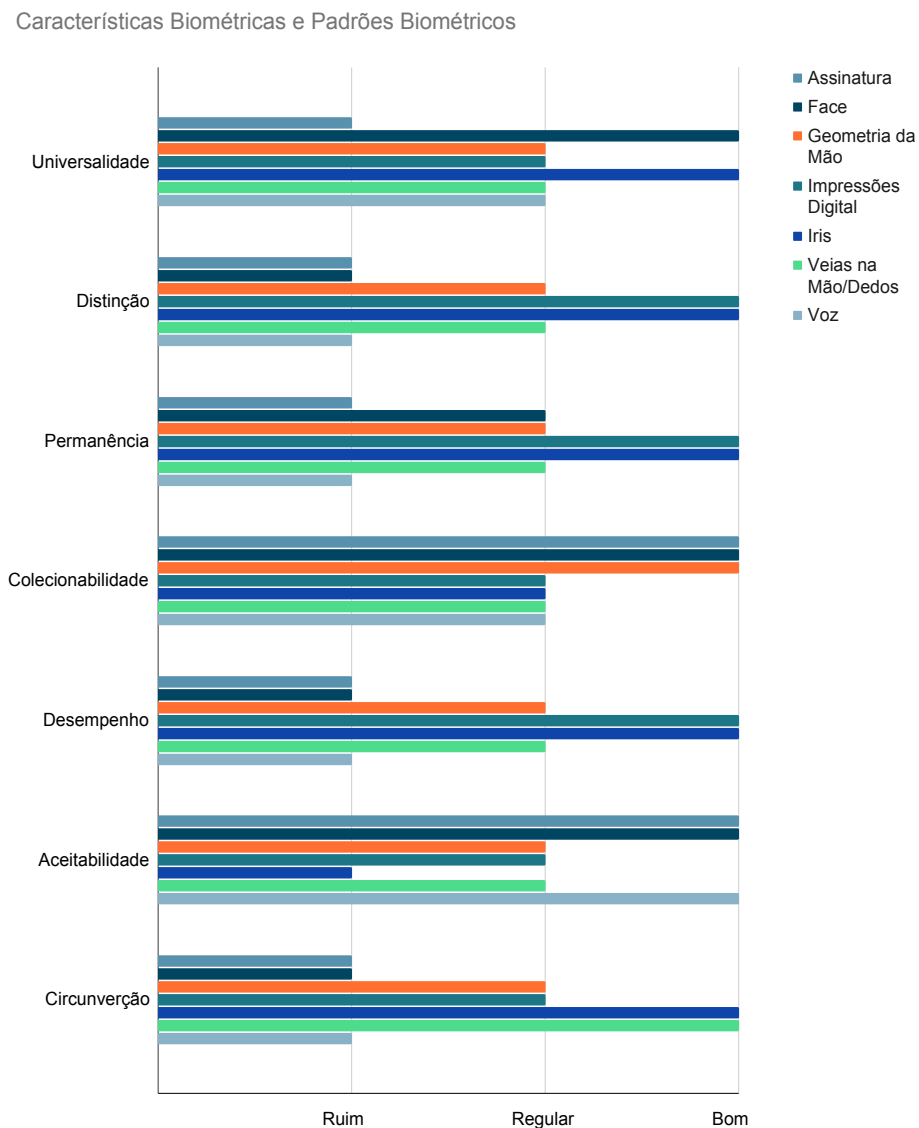 Características Biométricas e Padrões Biométricos
Assinatura
Face
Geometria da
Mão
Impressões
Digital
Iris
Veias na
Mão/Dedos
Voz
Universalidade
Distinção
Permanência
Colecionabilidade
Desempenho
Aceitabilidade
Circunverção
Ruim
Regular
Bom